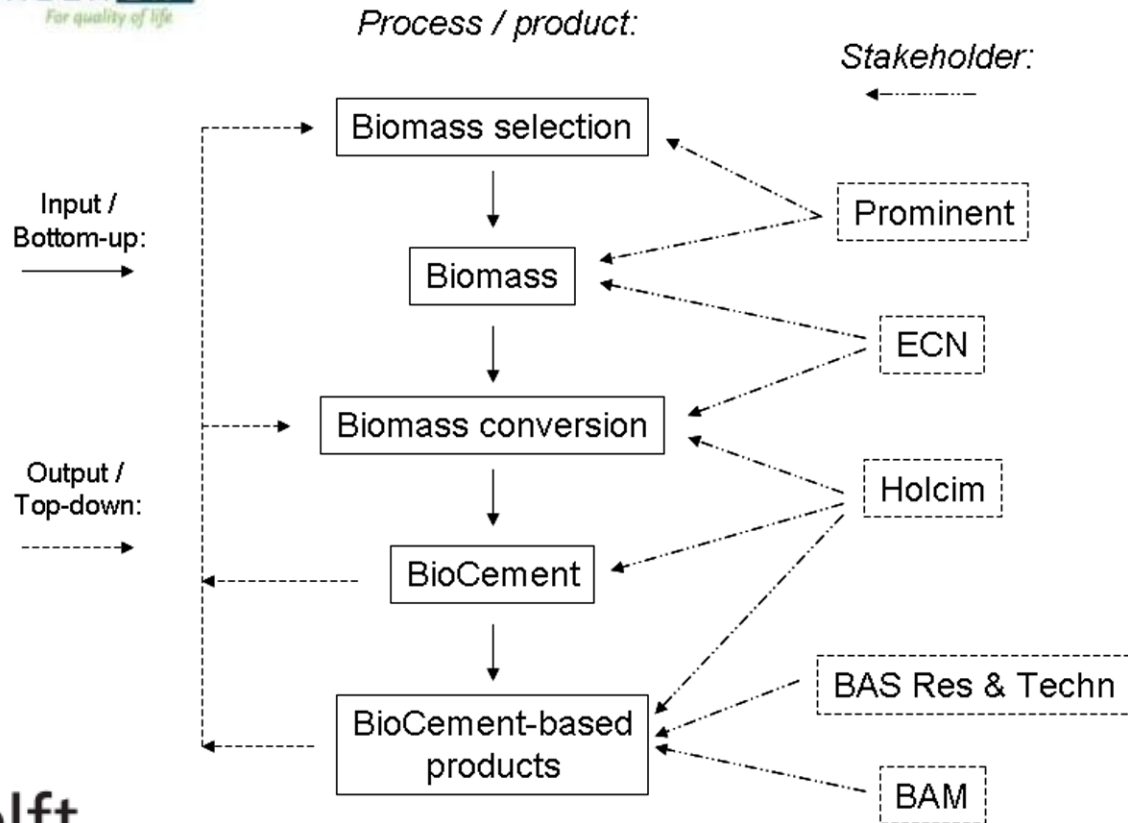 For quality of life
Process / product:
Stakeholder:
Biomass selection
Input /
Bottom-up:
Prominent
Biomass
ECN
Biomass conversion
Output /
Top-down:
Holcim
BioCement
BAS Res & Techn
BioCement-based
products
BAM